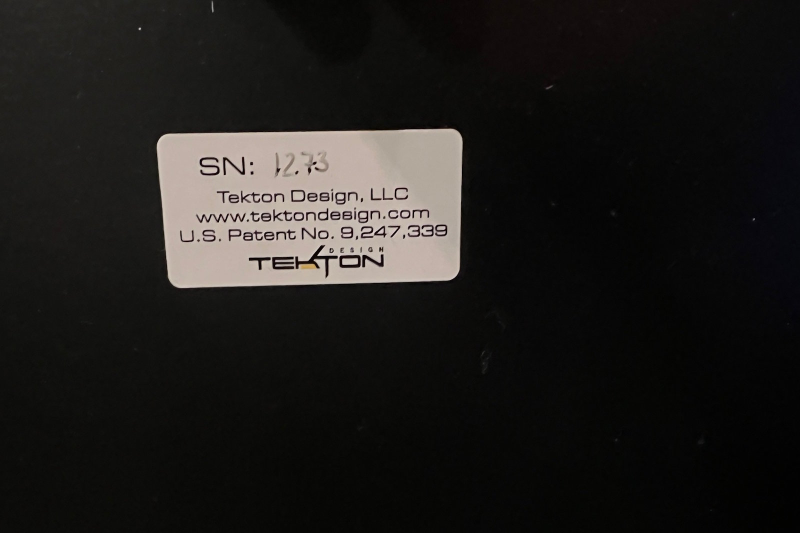 SN: 1273
Tekton Design, LLC
www.tektondesign.com
U.S. Patent No. 9,247,339
DESIGN
TEKTON